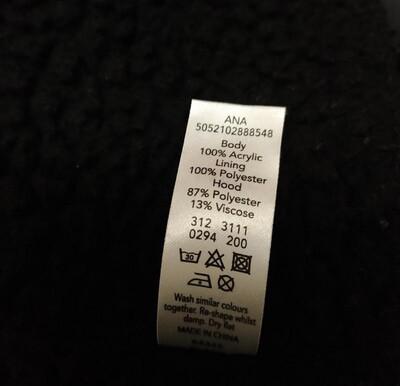 ANA
5052102888548
Body
100% Acrylic
Lining
100% Polyester
Hood
87% Polyester
13% Viscose
312 3111
0294 200
30
Wash similar colours
together. Re-shape whilst
damp. Dry flat
MADE IN CHINA